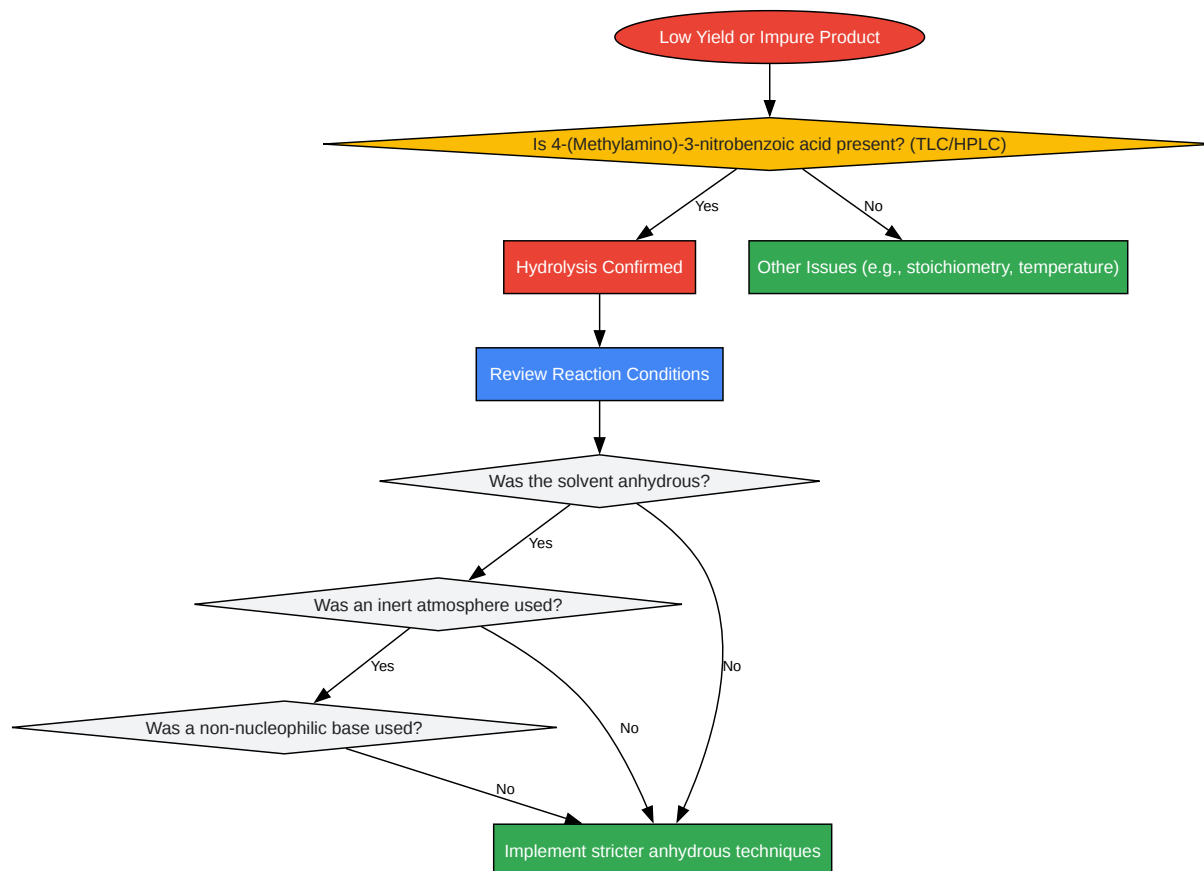 Low Yield or Impure Product
Is 4-(Methylamino)-3-nitrobenzoic acid present? (TLC/HPLC)
Yes
No
Hydrolysis Confirmed
Other Issues (e.g., stoichiometry, temperature)
Review Reaction Conditions
Was the solvent anhydrous?
Yes
Was an inert atmosphere used?
Yes
No
Was a non-nucleophilic base used?
No
No
Implement stricter anhydrous techniques